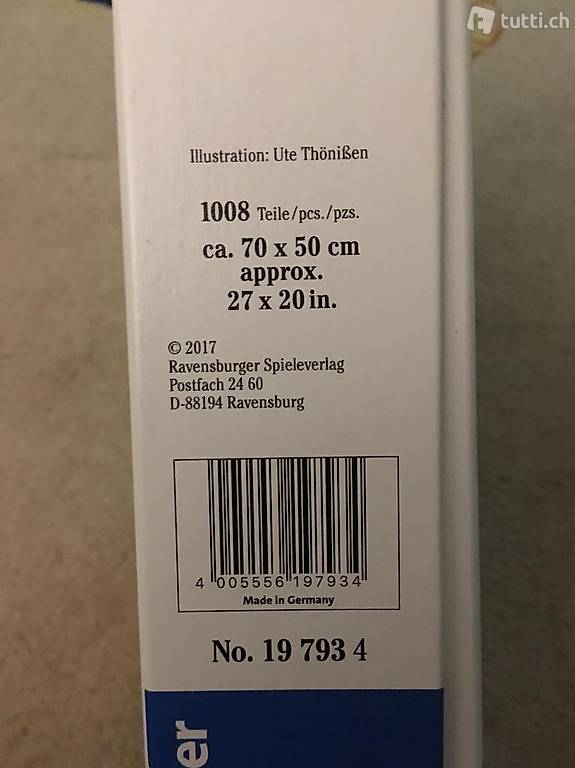 tutti.ch
Illustration: Ute Thönißen
1008 Teile/pcs./pzs.
ca. 70 x 50 cm
approx.
27 x 20 in.
© 2017
Ravensburger Spieleverlag
Postfach 24 60
D-88194 Ravensburg
4 005556 197934
Made in Germany
No. 19 793 4
er